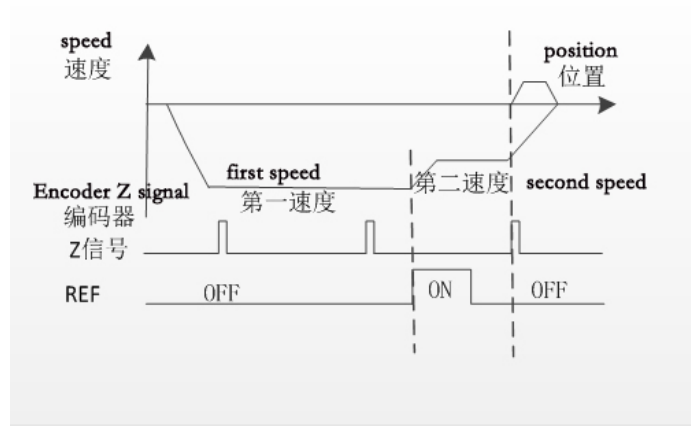 speed
速度
position
位置
first speed
第一速度
第二速度
second speed
Encoder Z signal
编码器
Z信号
REF
OFF
ON
OFF